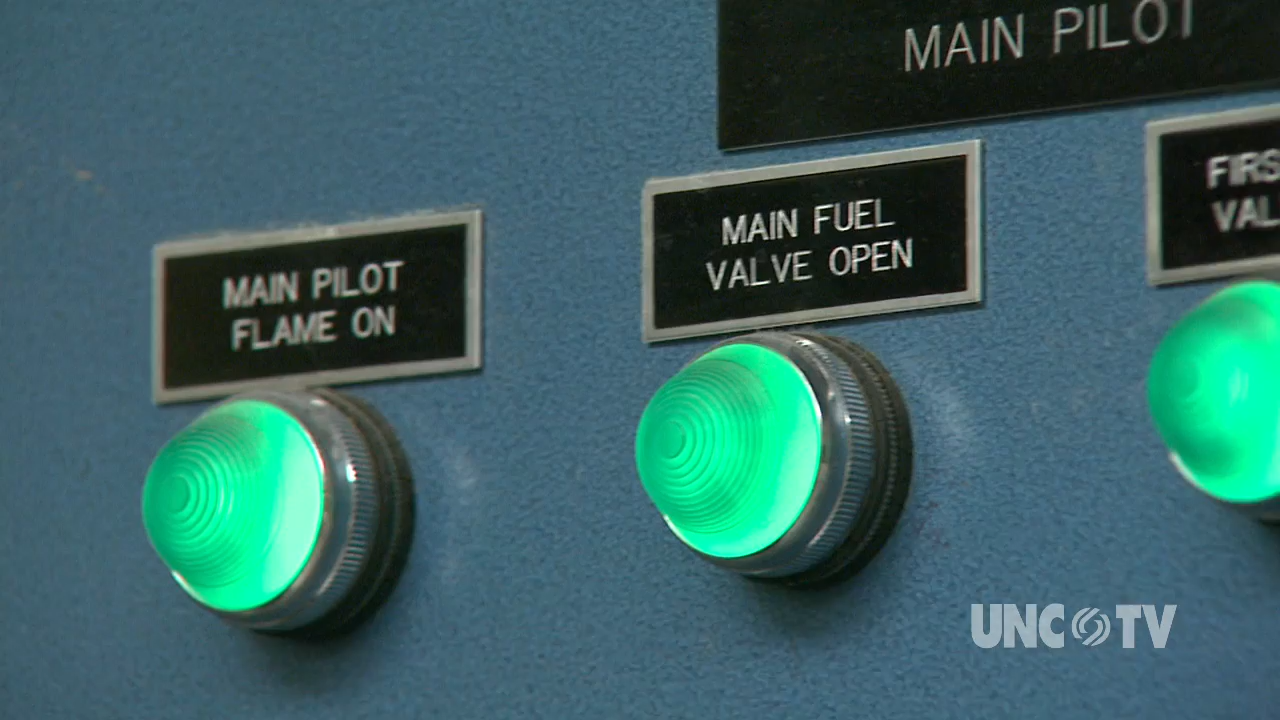 MAIN PILOT
MAIN PILOT
FLAME ON
MAIN FUEL
VALVE OPEN
FIRS
VAL
UNC TV